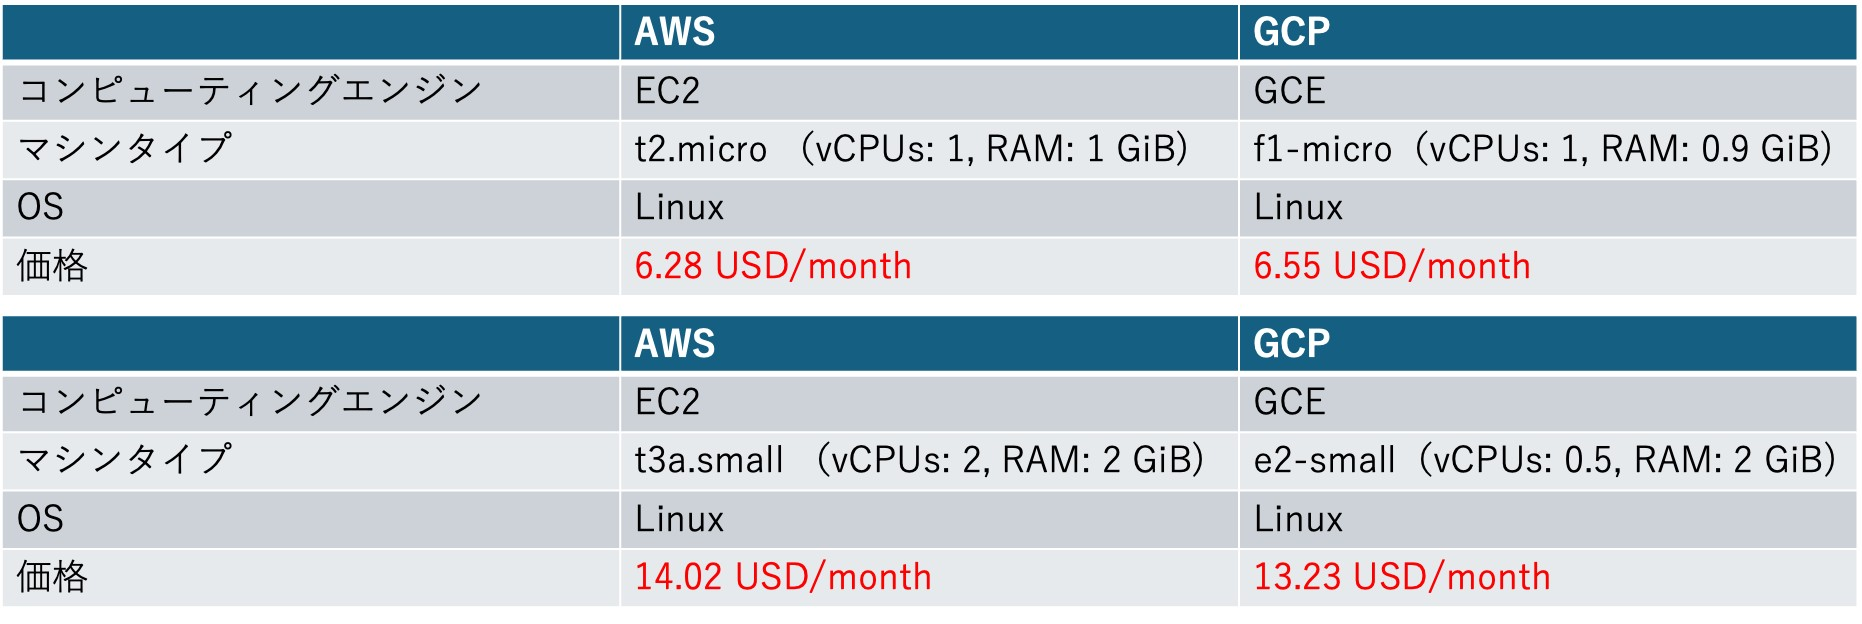 AWS GCP
コンピューティングエンジン EC2 GCE
マシンタイプ t2.micro （vCPUs: 1, RAM: 1 GiB） f1-micro（vCPUs: 1, RAM: 0.9 GiB）
OS Linux Linux
価格 6.28 USD/month 6.55 USD/month
AWS GCP
コンピューティングエンジン EC2 GCE
マシンタイプ t3a.small （vCPUs: 2, RAM: 2 GiB） e2-small（vCPUs: 0.5, RAM: 2 GiB）
OS Linux Linux
価格 14.02 USD/month 13.23 USD/month